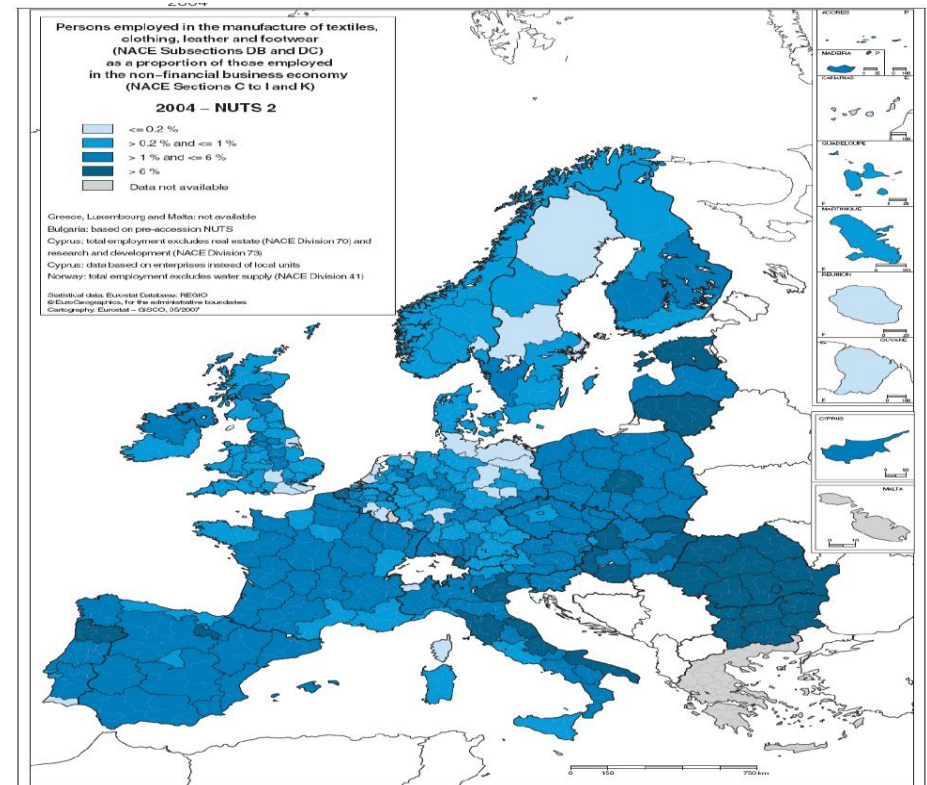 2004
Persons employed in the manufacture of textiles,
clothing, leather and footwear
(NACE Subsections DB and DC)
as a proportion of those employed
in the non-financial business economy
(NACE Sections C to I and K)
2004 – NUTS 2
<= 0.2 %
> 0.2 % and <= 1 %
> 1 % and <= 6 %
> 6 %
Data not available
Greece, Luxembourg and Malta: not available
Bulgaria: based on pre-accession NUTS
Cyprus: total employment excludes real estate (NACE Division 70) and
research and development (NACE Division 73)
Cyprus: data based on enterprises instead of local units
Norway: total employment excludes water supply (NACE Division 41)
Statistical data: Eurostat Database: REGIO
© EuroGeographics, for the administrative boundaries
Cartography: Eurostat – GISCO, 05/2007
ACORES P
MADEIRA P
CANARIAS E
GUADELOUPE
F
MARTINIQUE
F
REUNION
F
GUYANE
F
CYPRUS
MALTA
0 150 750 km